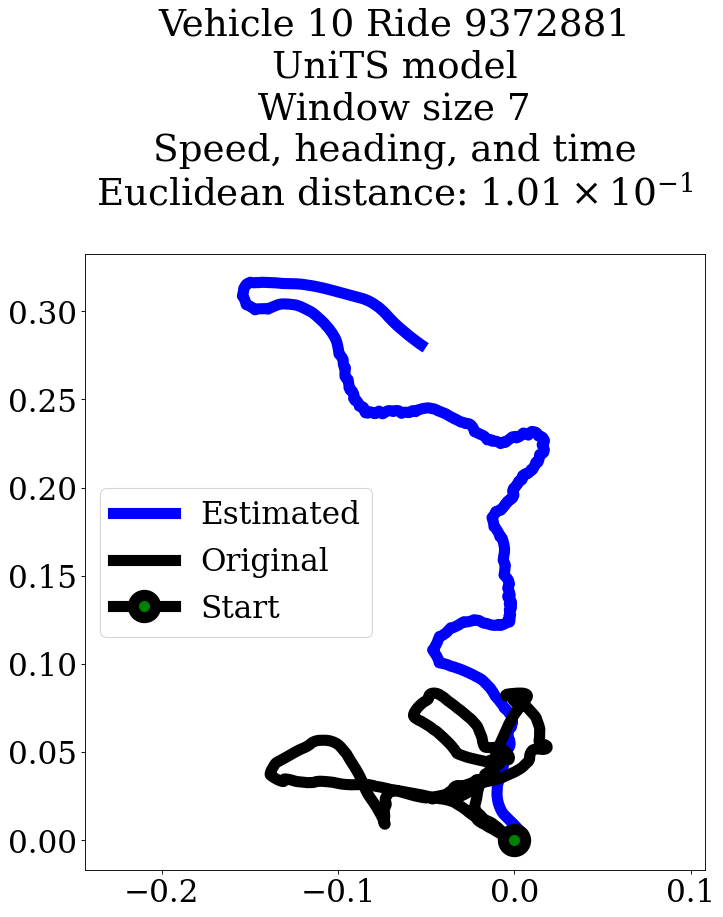 Vehicle 10 Ride 9372881
UniTS model
Window size 7
Speed, heading, and time
Euclidean distance: 1.01 × 10⁻¹
0.30
0.25
0.20
0.15
0.10
0.05
0.00
Estimated
Original
Start
−0.2 −0.1 0.0 0.1